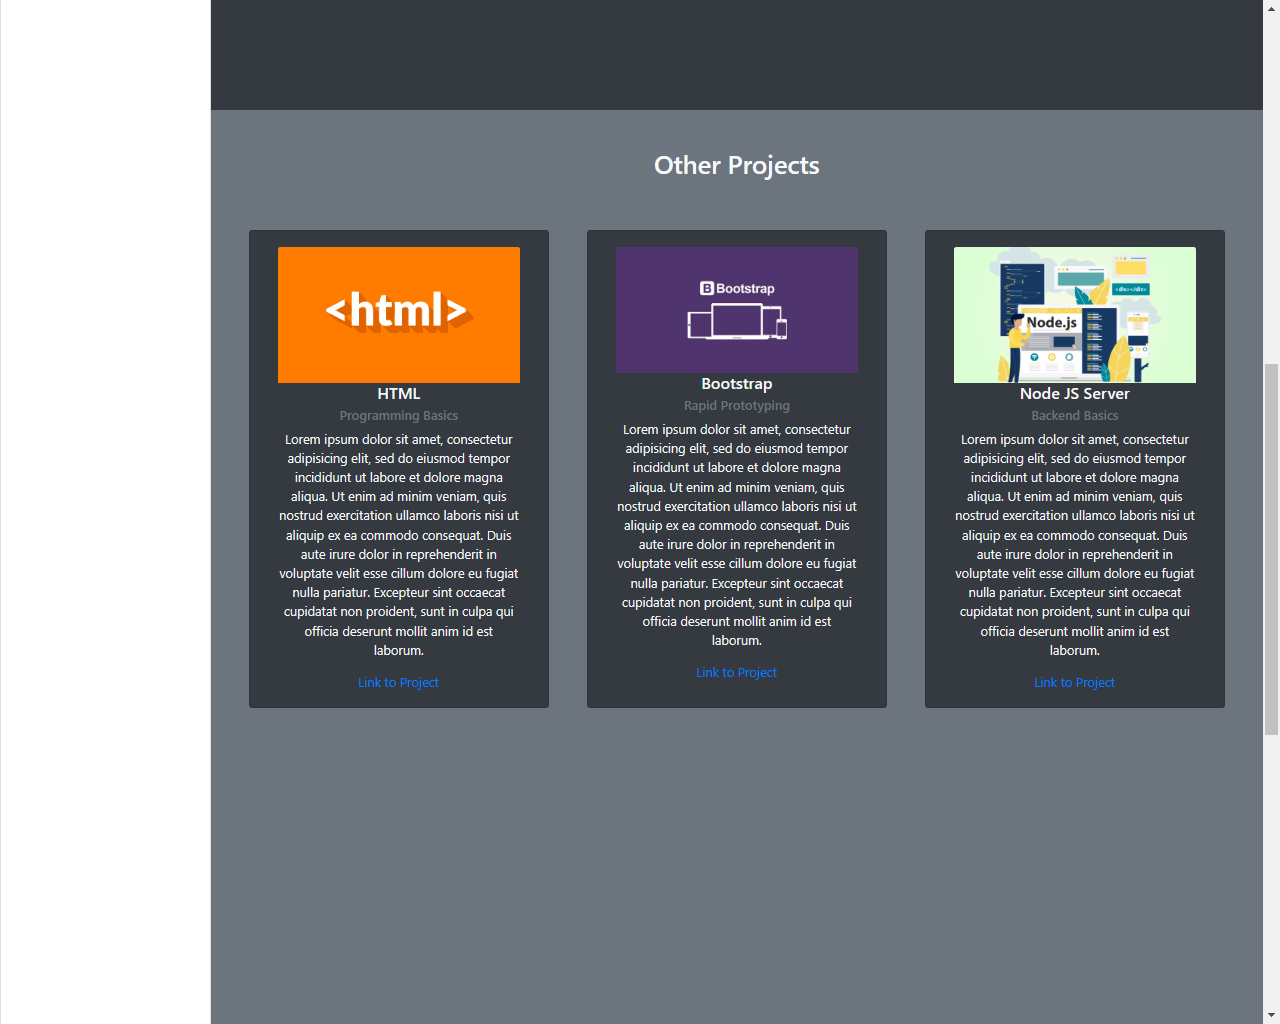 Other Projects
<html>
HTML
Programming Basics
Lorem ipsum dolor sit amet, consectetur
adipisicing elit, sed do eiusmod tempor
incididunt ut labore et dolore magna
aliqua. Ut enim ad minim veniam, quis
nostrud exercitation ullamco laboris nisi ut
aliquip ex ea commodo consequat. Duis
aute irure dolor in reprehenderit in
voluptate velit esse cillum dolore eu fugiat
nulla pariatur. Excepteur sint occaecat
cupidatat non proident, sunt in culpa qui
officia deserunt mollit anim id est
laborum.
Link to Project
B Bootstrap
Bootstrap
Rapid Prototyping
Lorem ipsum dolor sit amet, consectetur
adipisicing elit, sed do eiusmod tempor
incididunt ut labore et dolore magna
aliqua. Ut enim ad minim veniam, quis
nostrud exercitation ullamco laboris nisi ut
aliquip ex ea commodo consequat. Duis
aute irure dolor in reprehenderit in
voluptate velit esse cillum dolore eu fugiat
nulla pariatur. Excepteur sint occaecat
cupidatat non proident, sunt in culpa qui
officia deserunt mollit anim id est
laborum.
Link to Project
Node.js
Node JS Server
Backend Basics
Lorem ipsum dolor sit amet, consectetur
adipisicing elit, sed do eiusmod tempor
incididunt ut labore et dolore magna
aliqua. Ut enim ad minim veniam, quis
nostrud exercitation ullamco laboris nisi ut
aliquip ex ea commodo consequat. Duis
aute irure dolor in reprehenderit in
voluptate velit esse cillum dolore eu fugiat
nulla pariatur. Excepteur sint occaecat
cupidatat non proident, sunt in culpa qui
officia deserunt mollit anim id est
laborum.
Link to Project